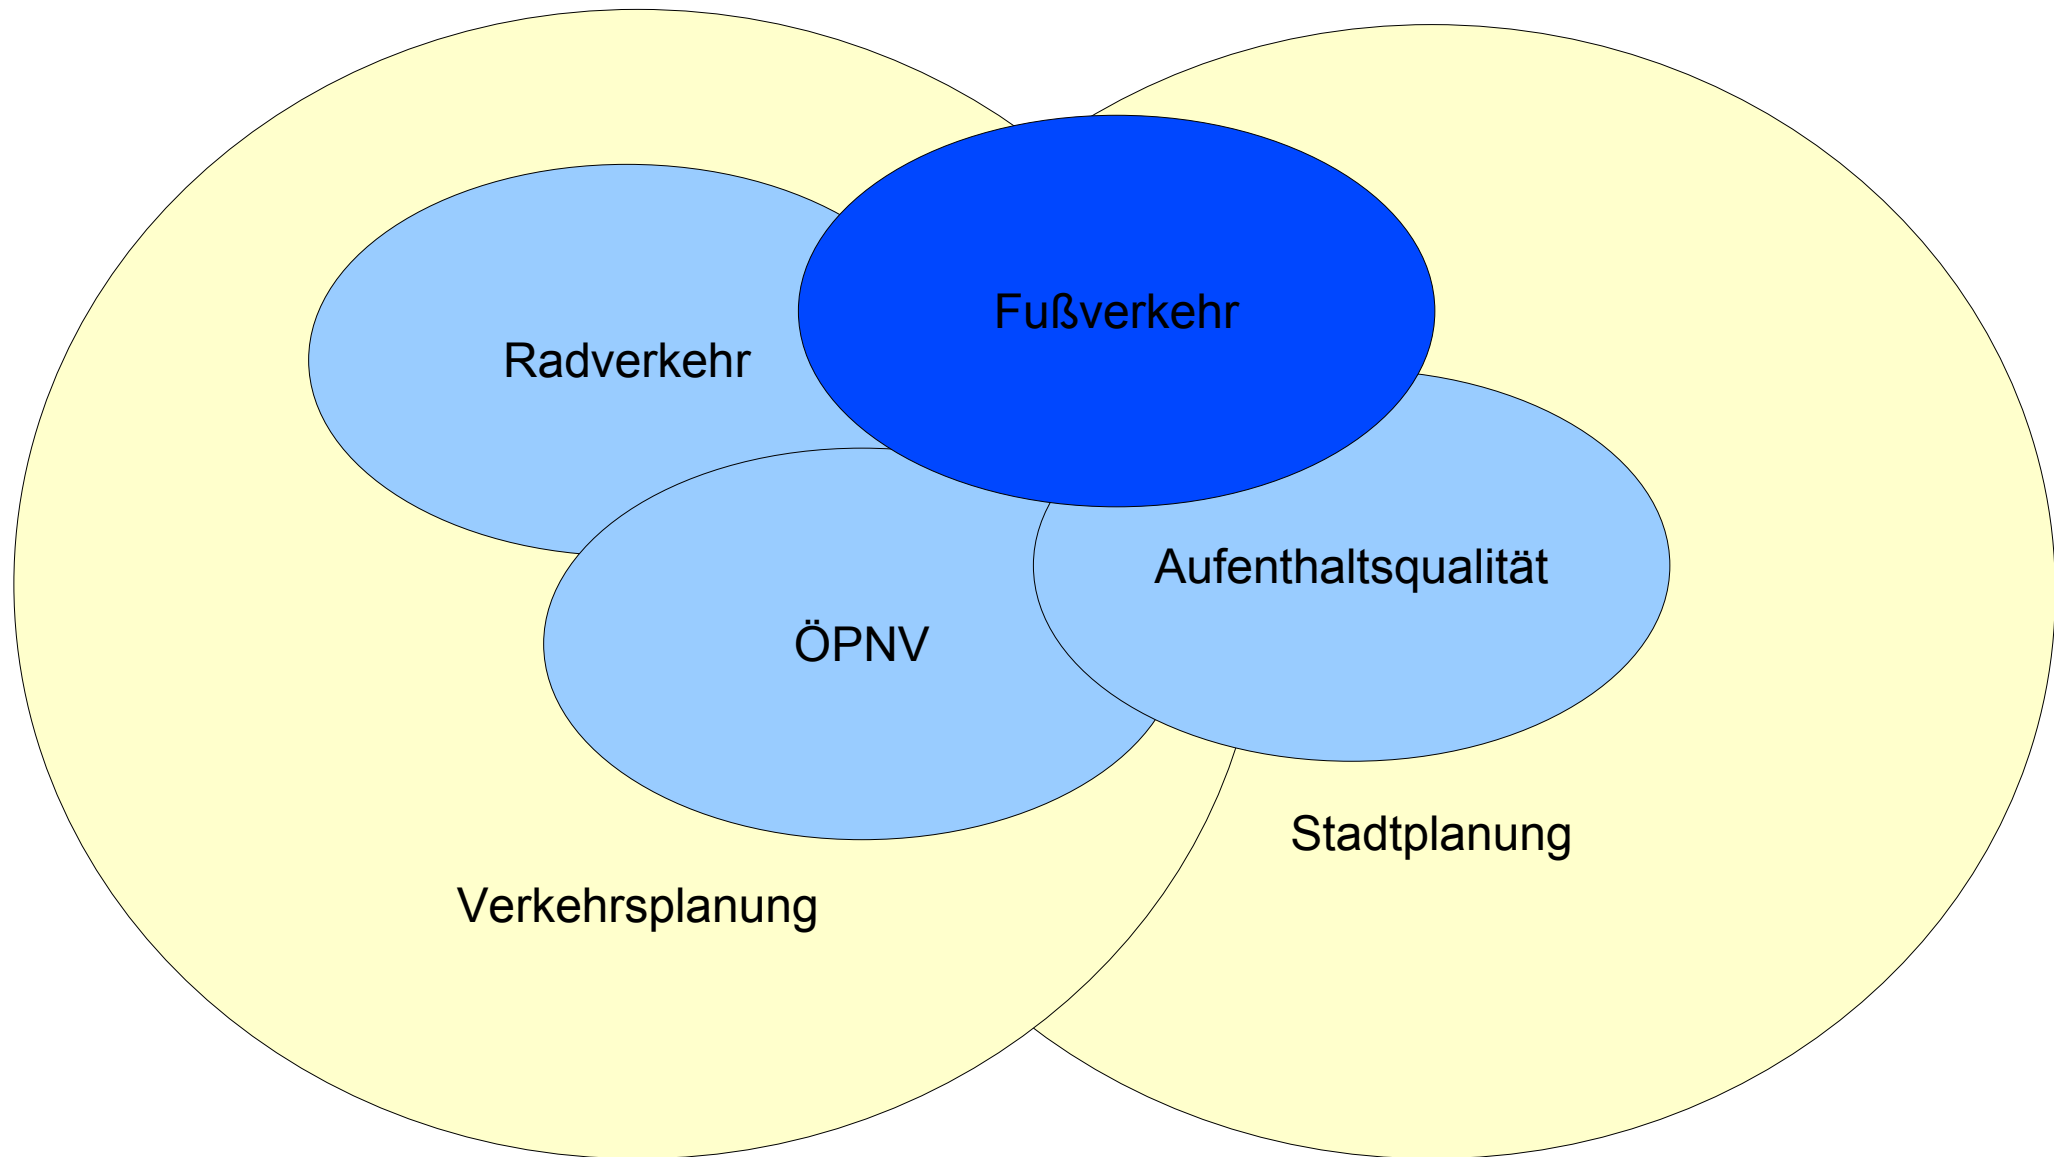 Fußverkehr
Radverkehr
Aufenthaltsqualität
ÖPNV
Stadtplanung
Verkehrsplanung